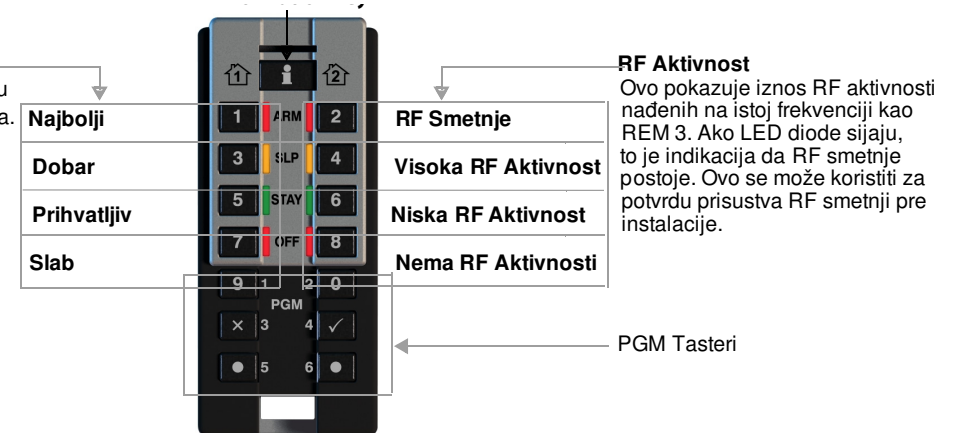 u
a.
Najbolji
Dobar
Prihvatljiv
Slab
1
i
2
1 ARM 2
3 SLP 4
5 STAY 6
7 OFF 8
9 1 2 0
PGM
× 3 4 ✓
● 5 6 ●
RF Smetnje
Visoka RF Aktivnost
Niska RF Aktivnost
Nema RF Aktivnosti
RF Aktivnost
Ovo pokazuje iznos RF aktivnosti
nađenih na istoj frekvenciji kao
REM 3. Ako LED diode sijaju,
to je indikacija da RF smetnje
postoje. Ovo se može koristiti za
potvrdu prisustva RF smetnji pre
instalacije.
PGM Tasteri